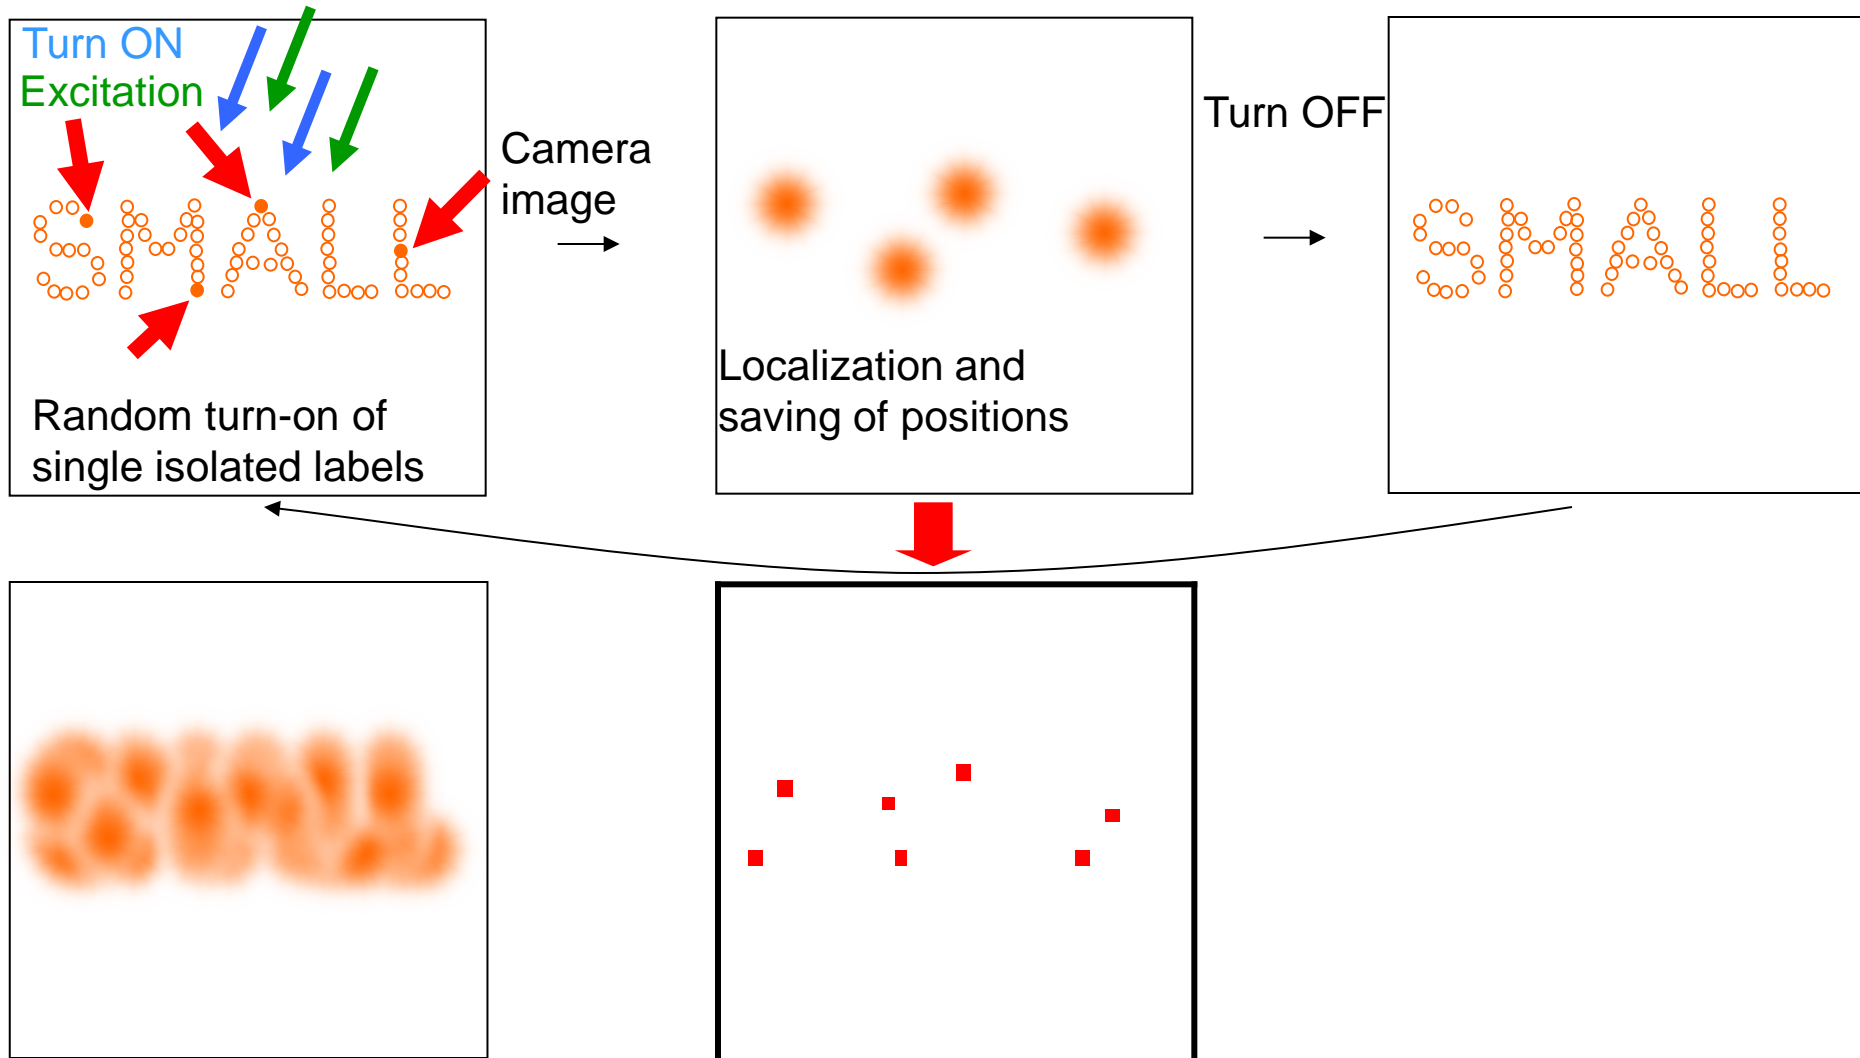 Turn ON
Excitation
SMALL
Random turn-on of
single isolated labels
Camera
image
Localization and
saving of positions
Turn OFF
SMALL